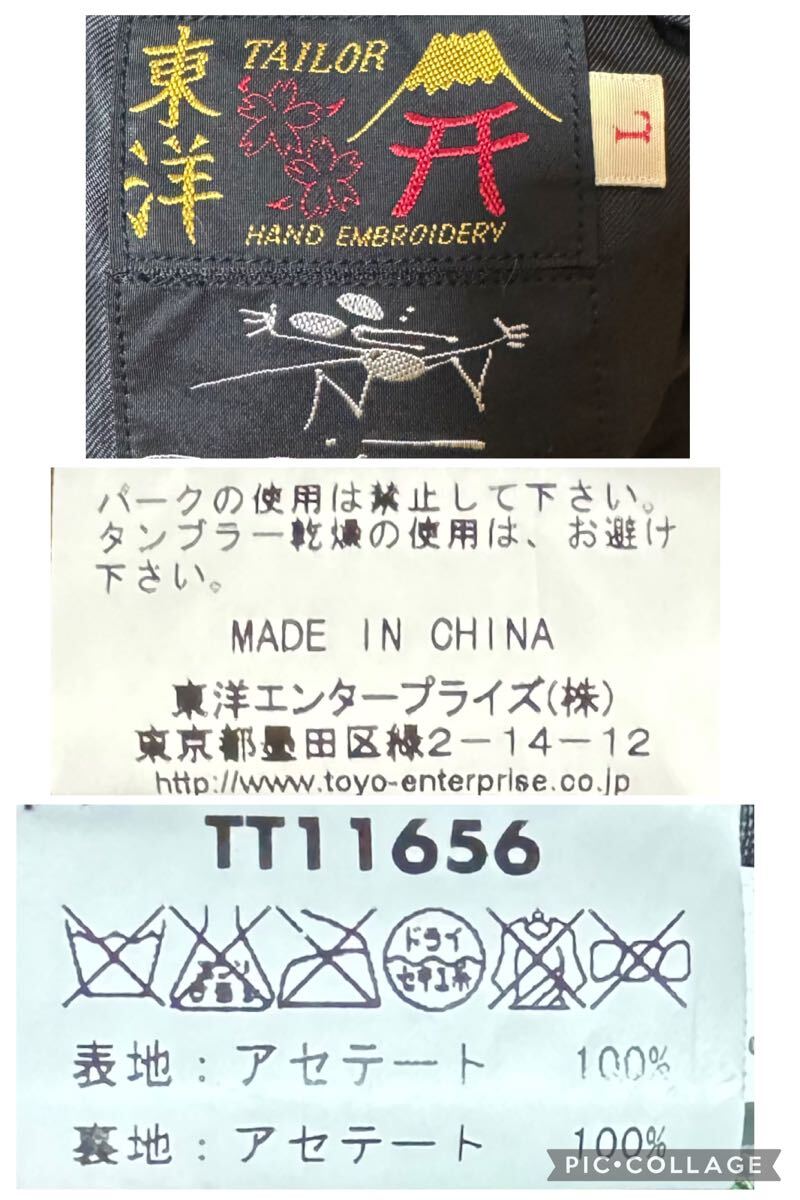 東洋
TAILOR
HAND EMBROIDERY
L
パークの使用は禁止して下さい。
タンブラー乾燥の使用は、お避け
下さい。
MADE IN CHINA
東洋エンタープライズ(株)
東京都墨田区緑2-14-12
http://www.toyo-enterprise.co.jp
TT11656
ドライ
セキユ系
表地:アセテート 100%
裏地:アセテート 100%
PIC•COLLAGE